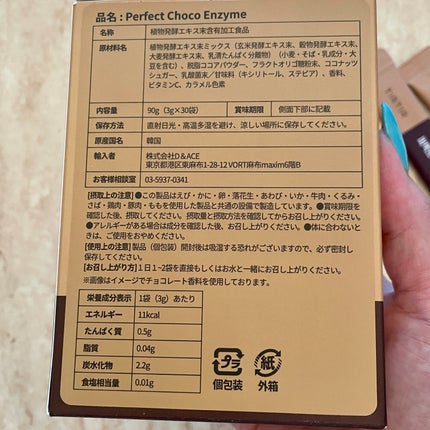 品名 : Perfect Choco Enzyme
名称 植物発酵エキス末含有加工食品
原材料名 植物発酵エキス末ミックス (玄米発酵エキス末、穀物発酵エキス末、
大麦発酵エキス末、乳清たんぱく分離物) (小麦・そば・乳成分・大
豆を含む)、脱脂ココアパウダー、フラクトオリゴ糖粉末、ココナッツ
シュガー、乳酸菌末/甘味料 (キシリトール、ステビア)、香料、
ビタミンC、カラメル色素
内容量 90g (3g×30袋) 賞味期限 側面下部に記載
保存方法 直射日光・高温多湿を避け、涼しい場所に保存して下さい。
原産国名 韓国
輸入者 株式会社D&ACE
東京都港区東麻布1-28-12 VORT麻布maxim6階B
お客様相談室 03-5937-0341
[摂取上の注意] ●この製品はえび・かに・卵・落花生・あわび・いか・牛肉・くるみ・
さば・鶏肉・豚肉・ももを使用した製品と共通の設備で製造しています。●賞味期限を
確認した後、摂取してください。摂取量と摂取方法を確認してからお召し上がりください。
●アレルギーがある場合は成分を確認した後、お召し上がりください。●体に合わないと
きは、ご使用をおやめください。
[使用上の注意] 製品 (個包装) 開封後は吸湿する恐れがございますので、必ず密封し
保存してください。
[お召し上がり方] 1日1~2袋を直接もしくはお水と一緒にお召し上がりください。
※画像はイメージでチョコレート香料を使用しております。
栄養成分表示 1袋 (3g) あたり
エネルギー 11kcal
たんぱく質 0.5g
脂質 0.04g
炭水化物 2.2g
食塩相当量 0.01g
プラ
個包装
紙
外箱